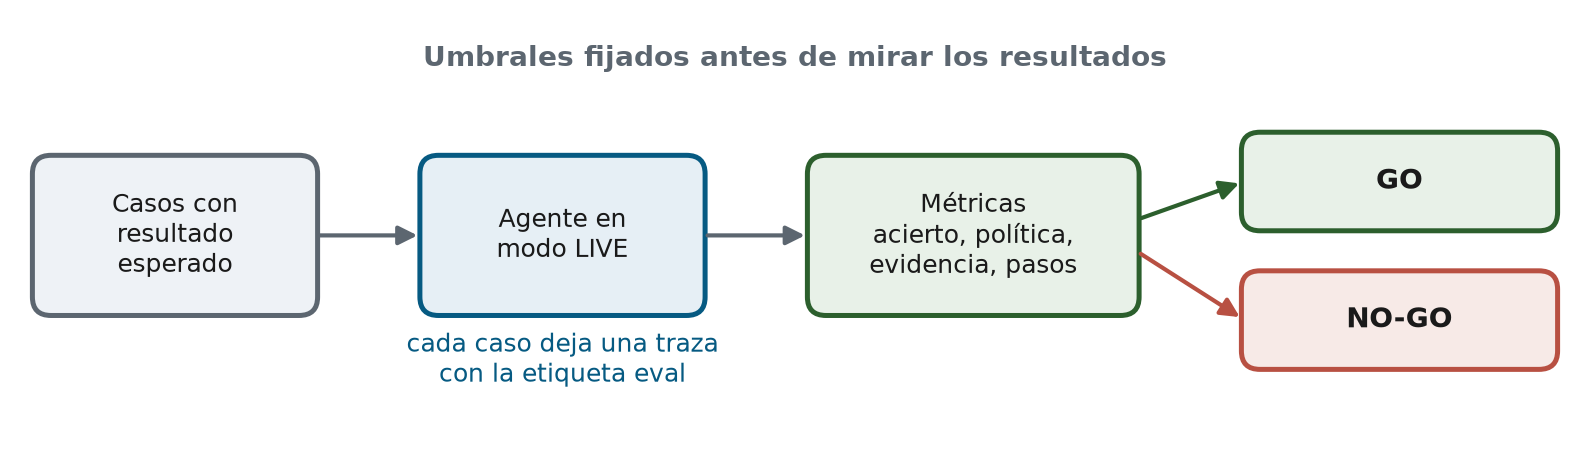 Umbrales fijados antes de mirar los resultados
Casos con
resultado
esperado
Agente en
modo LIVE
cada caso deja una traza
con la etiqueta eval
Métricas
acierto, política,
evidencia, pasos
GO
NO-GO